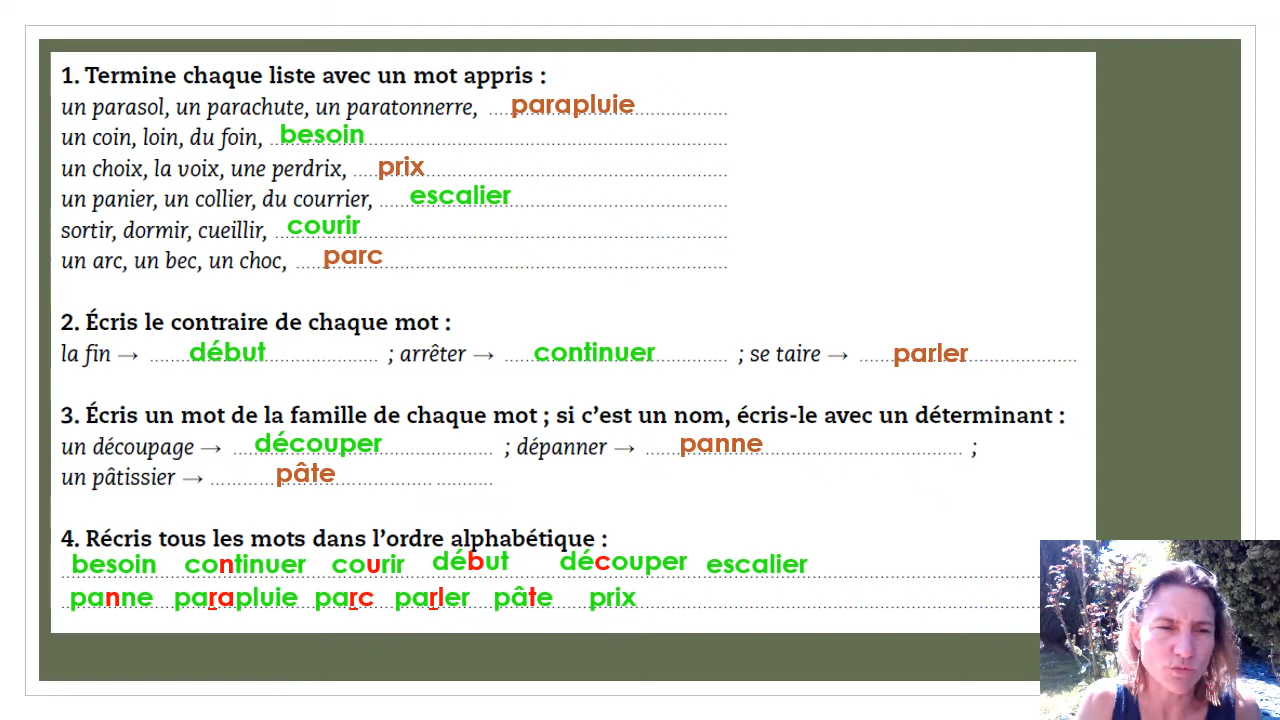 1. Termine chaque liste avec un mot appris :
un parasol, un parachute, un paratonnerre, parapluie
un coin, loin, du foin, besoin
un choix, la voix, une perdrix, prix
un panier, un collier, du courrier, escalier
sortir, dormir, cueillir, courir
un arc, un bec, un choc, parc
2. Écris le contraire de chaque mot :
la fin → début ; arrêter → continuer ; se taire → parler
3. Écris un mot de la famille de chaque mot ; si c’est un nom, écris-le avec un déterminant :
un découpage → découper ; dépanner → panne ;
un pâtissier → pâte
4. Récris tous les mots dans l’ordre alphabétique :
besoin continuer courir début découper escalier
panne parapluie parc parler pâte prix